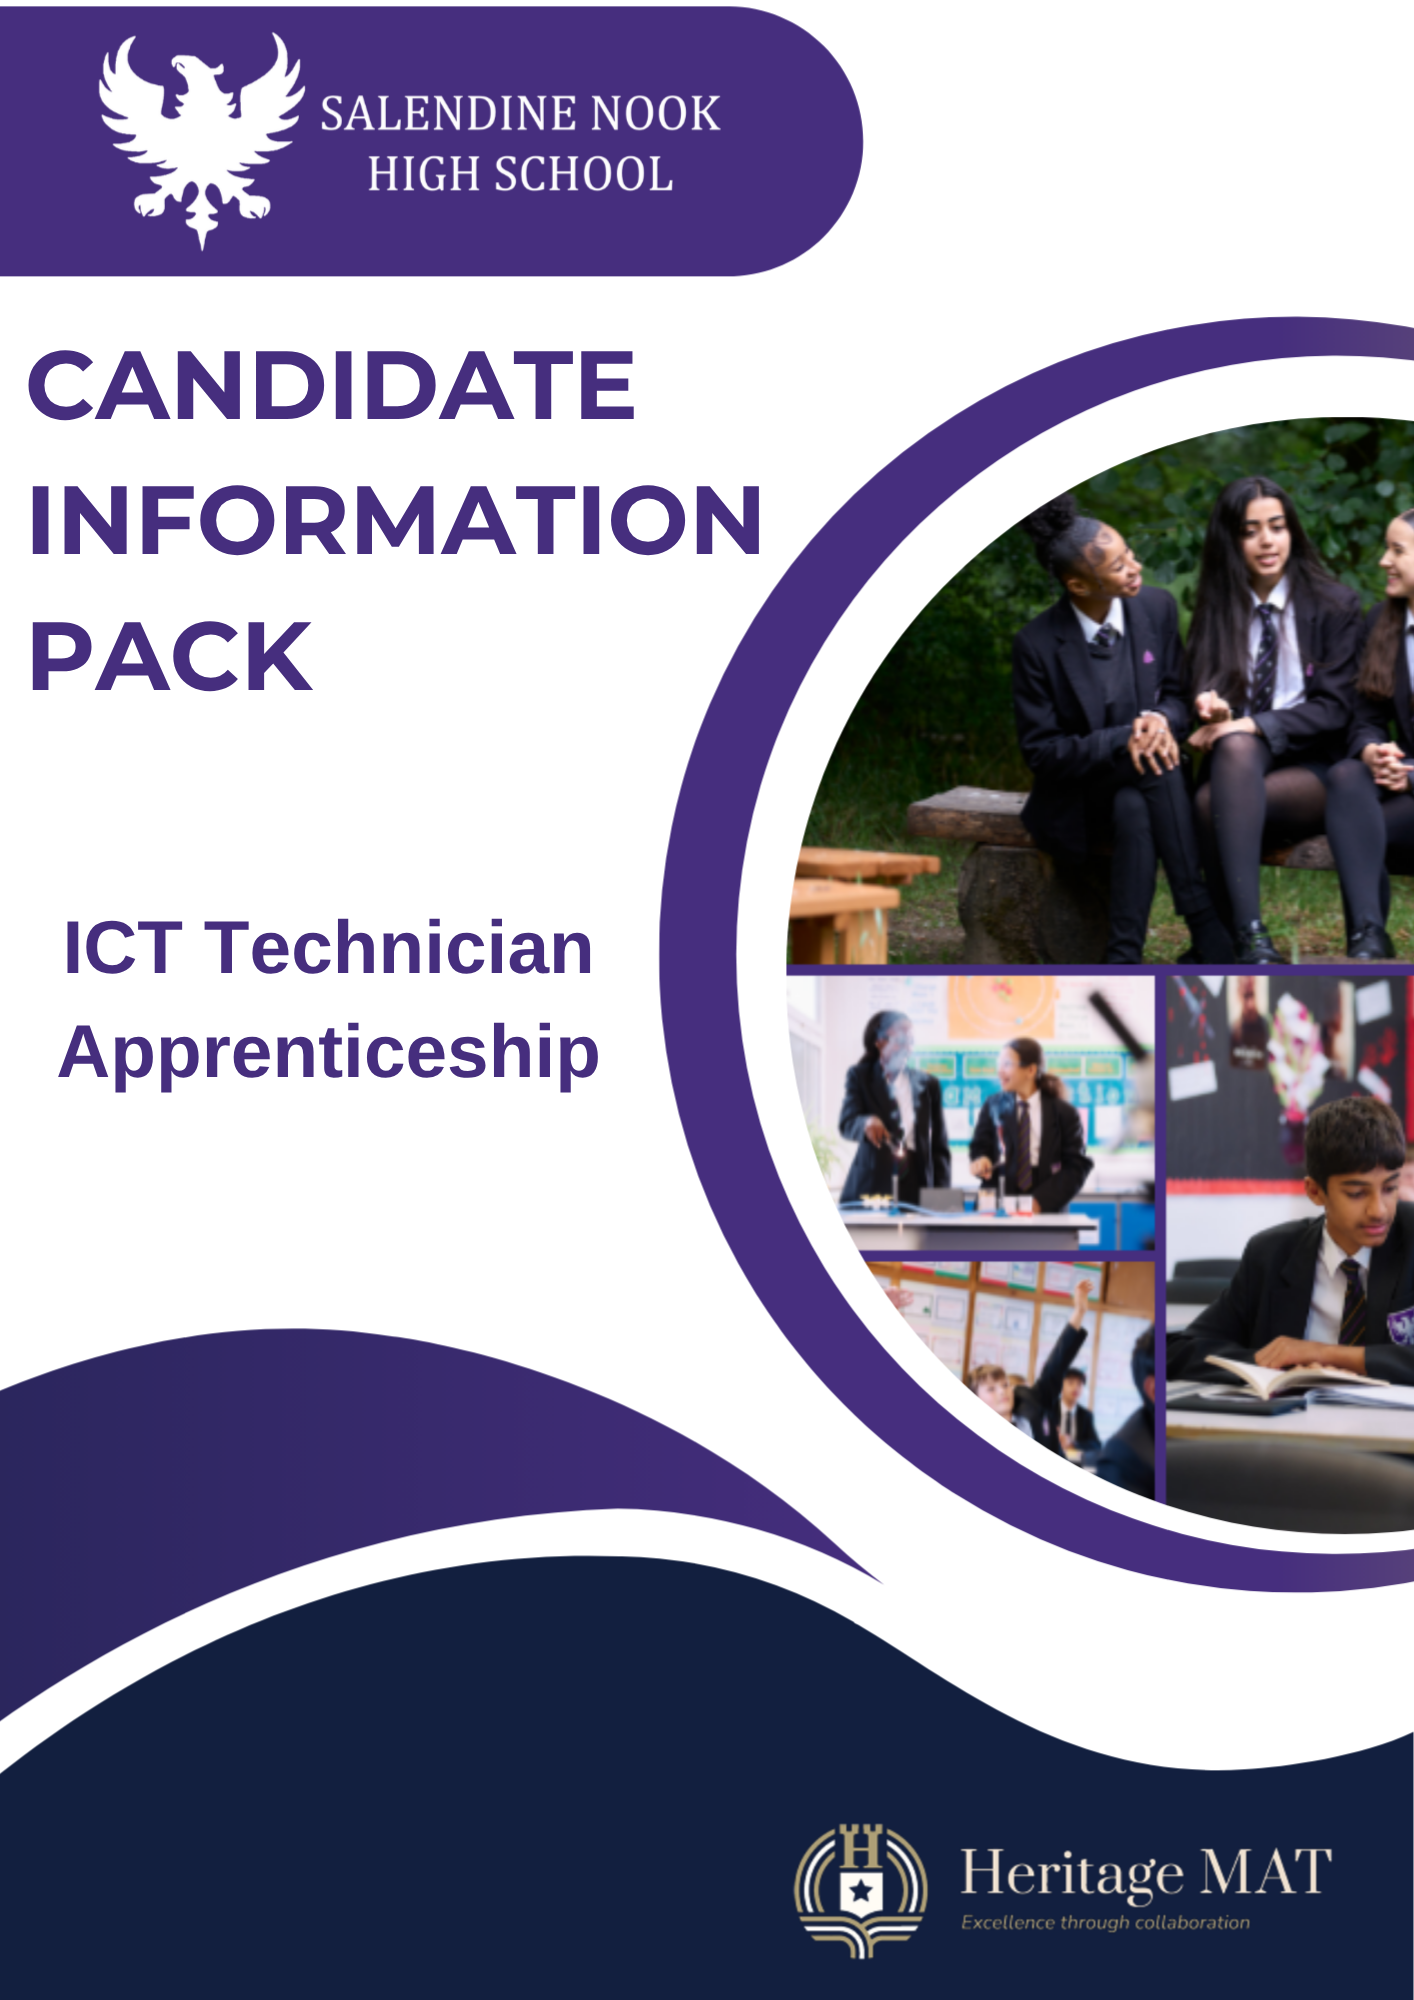 SALENDINE NOOK
HIGH SCHOOL
CANDIDATE
INFORMATION
PACK
ICT Technician
Apprenticeship
H
Heritage MAT
Excellence through collaboration